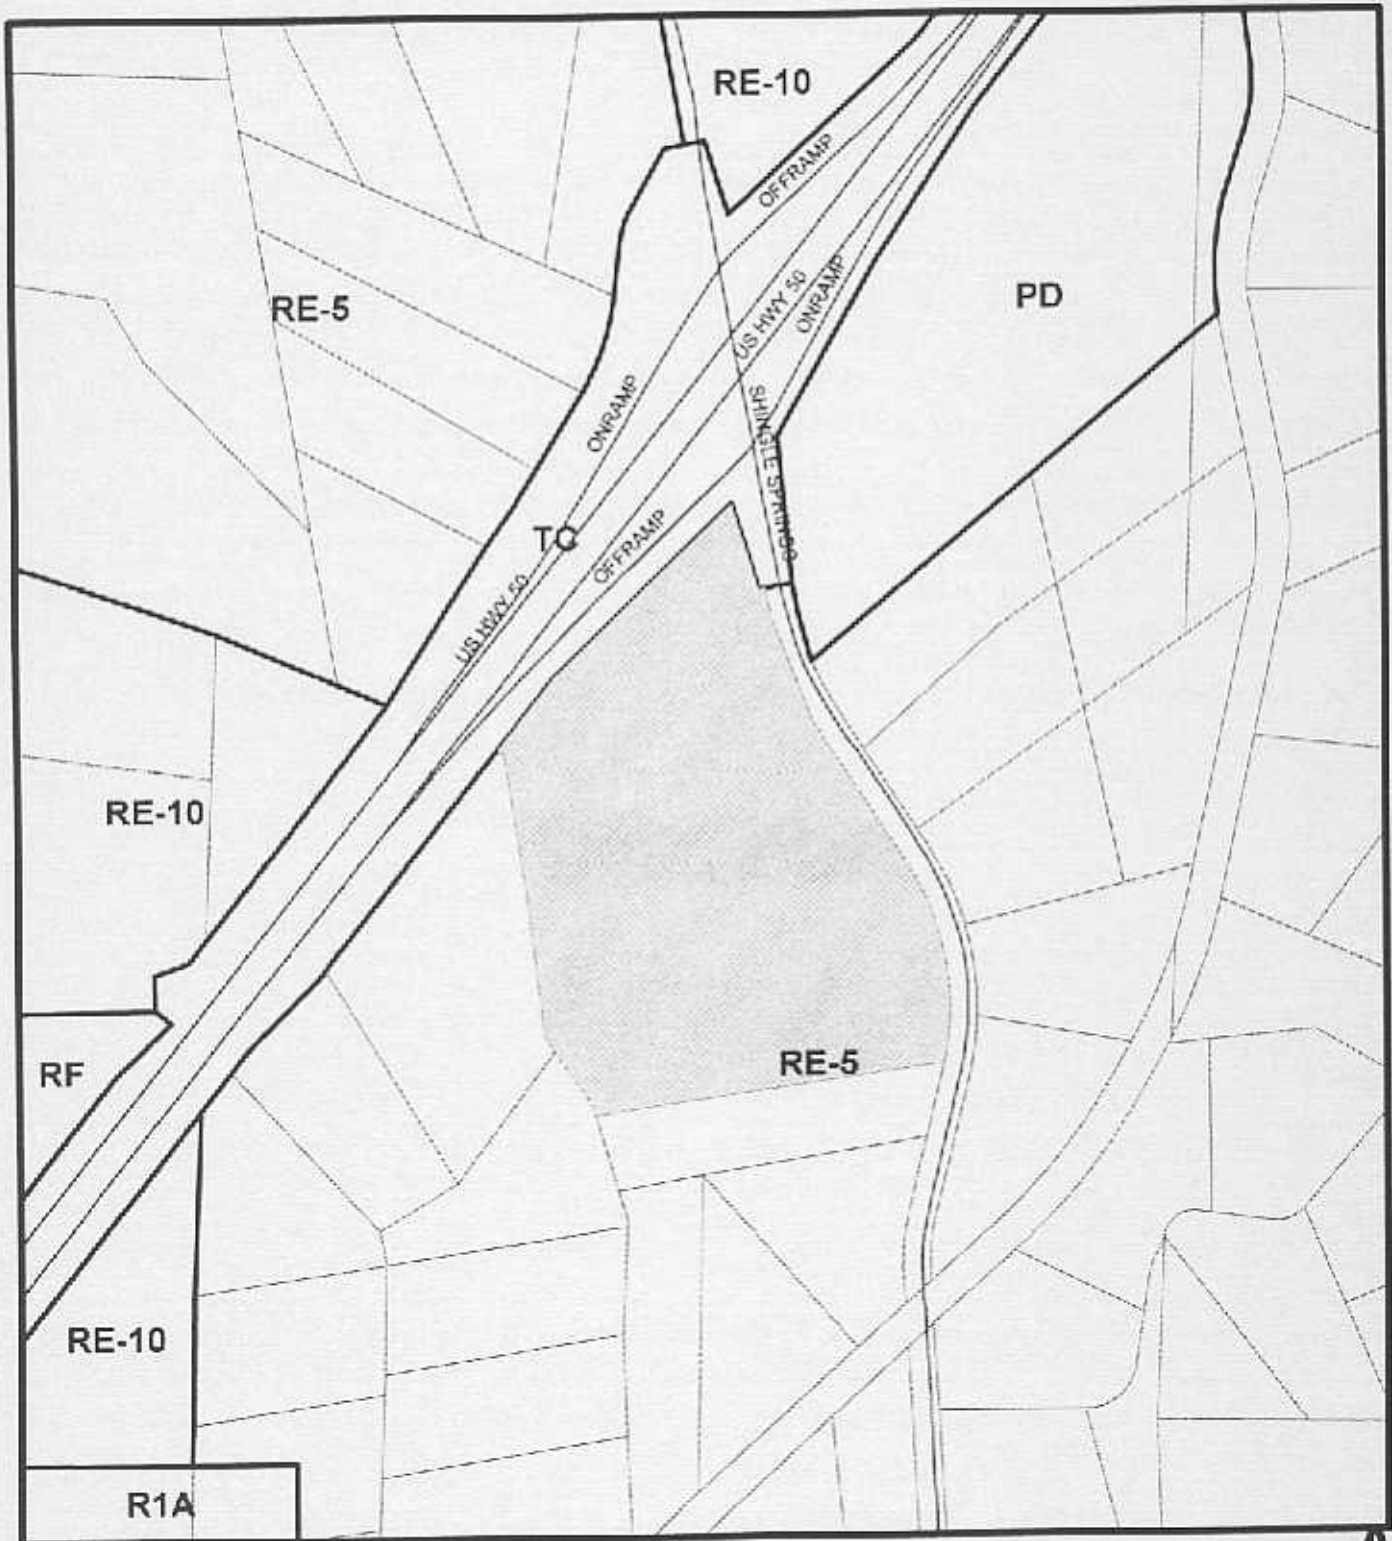 RE-10
OFFRAMP
RE-5
US HWY 50
ONRAMP
PD
ONRAMP
SHINGLE SPRINGS
TC
OFFRAMP
US HWY 50
RE-10
RE-5
RF
RE-10
R1A